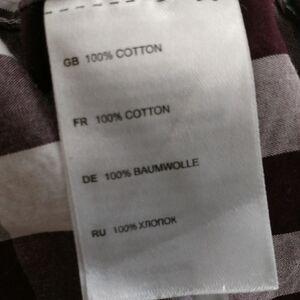 GB 100% COTTON
FR 100% COTTON
DE 100% BAUMWOLLE
RU 100% ХЛОПОК